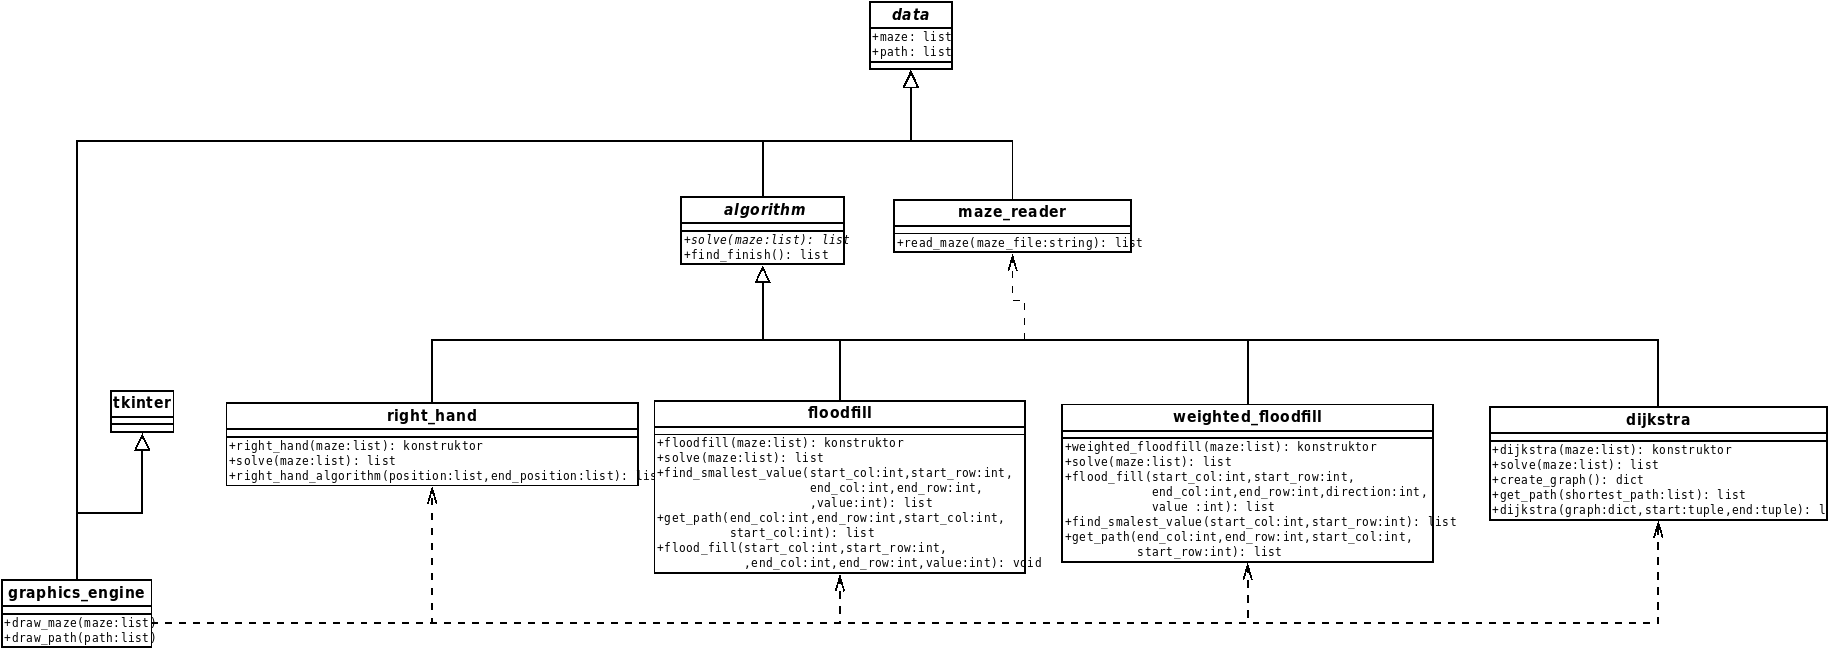 data
+maze: list
+path: list
algorithm
+solve(maze:list): list
+find_finish(): list
maze_reader
+read_maze(maze_file:string): list
tkinter
right_hand
+right_hand(maze:list): konstruktor
+solve(maze:list): list
+right_hand_algorithm(position:list,end_position:list): lis
floodfill
+floodfill(maze:list): konstruktor
+solve(maze:list): list
+find_smallest_value(start_col:int,start_row:int,
end_col:int,end_row:int,
,value:int): list
+get_path(end_col:int,end_row:int,start_col:int,
start_col:int): list
+flood_fill(start_col:int,start_row:int,
,end_col:int,end_row:int,value:int): void
weighted_floodfill
+weighted_floodfill(maze:list): konstruktor
+solve(maze:list): list
+flood_fill(start_col:int,start_row:int,
end_col:int,end_row:int,direction:int,
value :int): list
+find_smalest_value(start_col:int,start_row:int): list
+get_path(end_col:int,end_row:int,start_col:int,
start_row:int): list
dijkstra
+dijkstra(maze:list): konstruktor
+solve(maze:list): list
+create_graph(): dict
+get_path(shortest_path:list): list
+dijkstra(graph:dict,start:tuple,end:tuple): l
graphics_engine
+draw_maze(maze:list)
+draw_path(path:list)